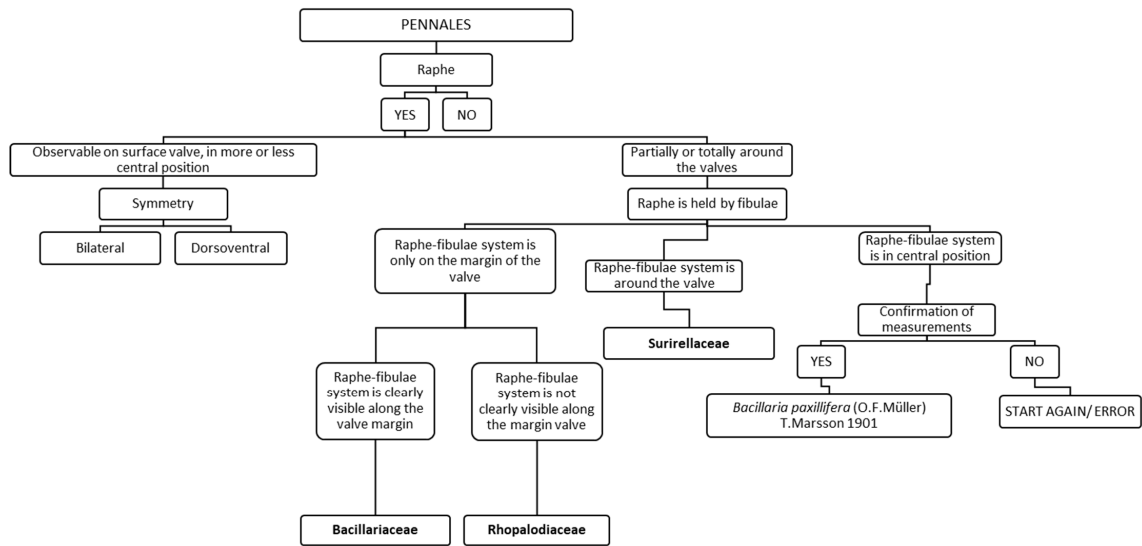 PENNALES
Raphe
YES
NO
Observable on surface valve, in more or less
central position
Partially or totally around
the valves
Symmetry
Raphe is held by fibulae
Bilateral
Dorsoventral
Raphe-fibulae system is
only on the margin of the
valve
Raphe-fibulae system is
around the valve
Raphe-fibulae system
is in central position
Confirmation of
measurements
Surirellaceae
YES
NO
Raphe-fibulae
system is clearly
visible along the
valve margin
Raphe-fibulae
system is not
clearly visible along
the margin valve
Bacillaria paxillifera (O.F.Müller)
T.Marsson 1901
START AGAIN/ ERROR
Bacillariaceae
Rhopalodiaceae